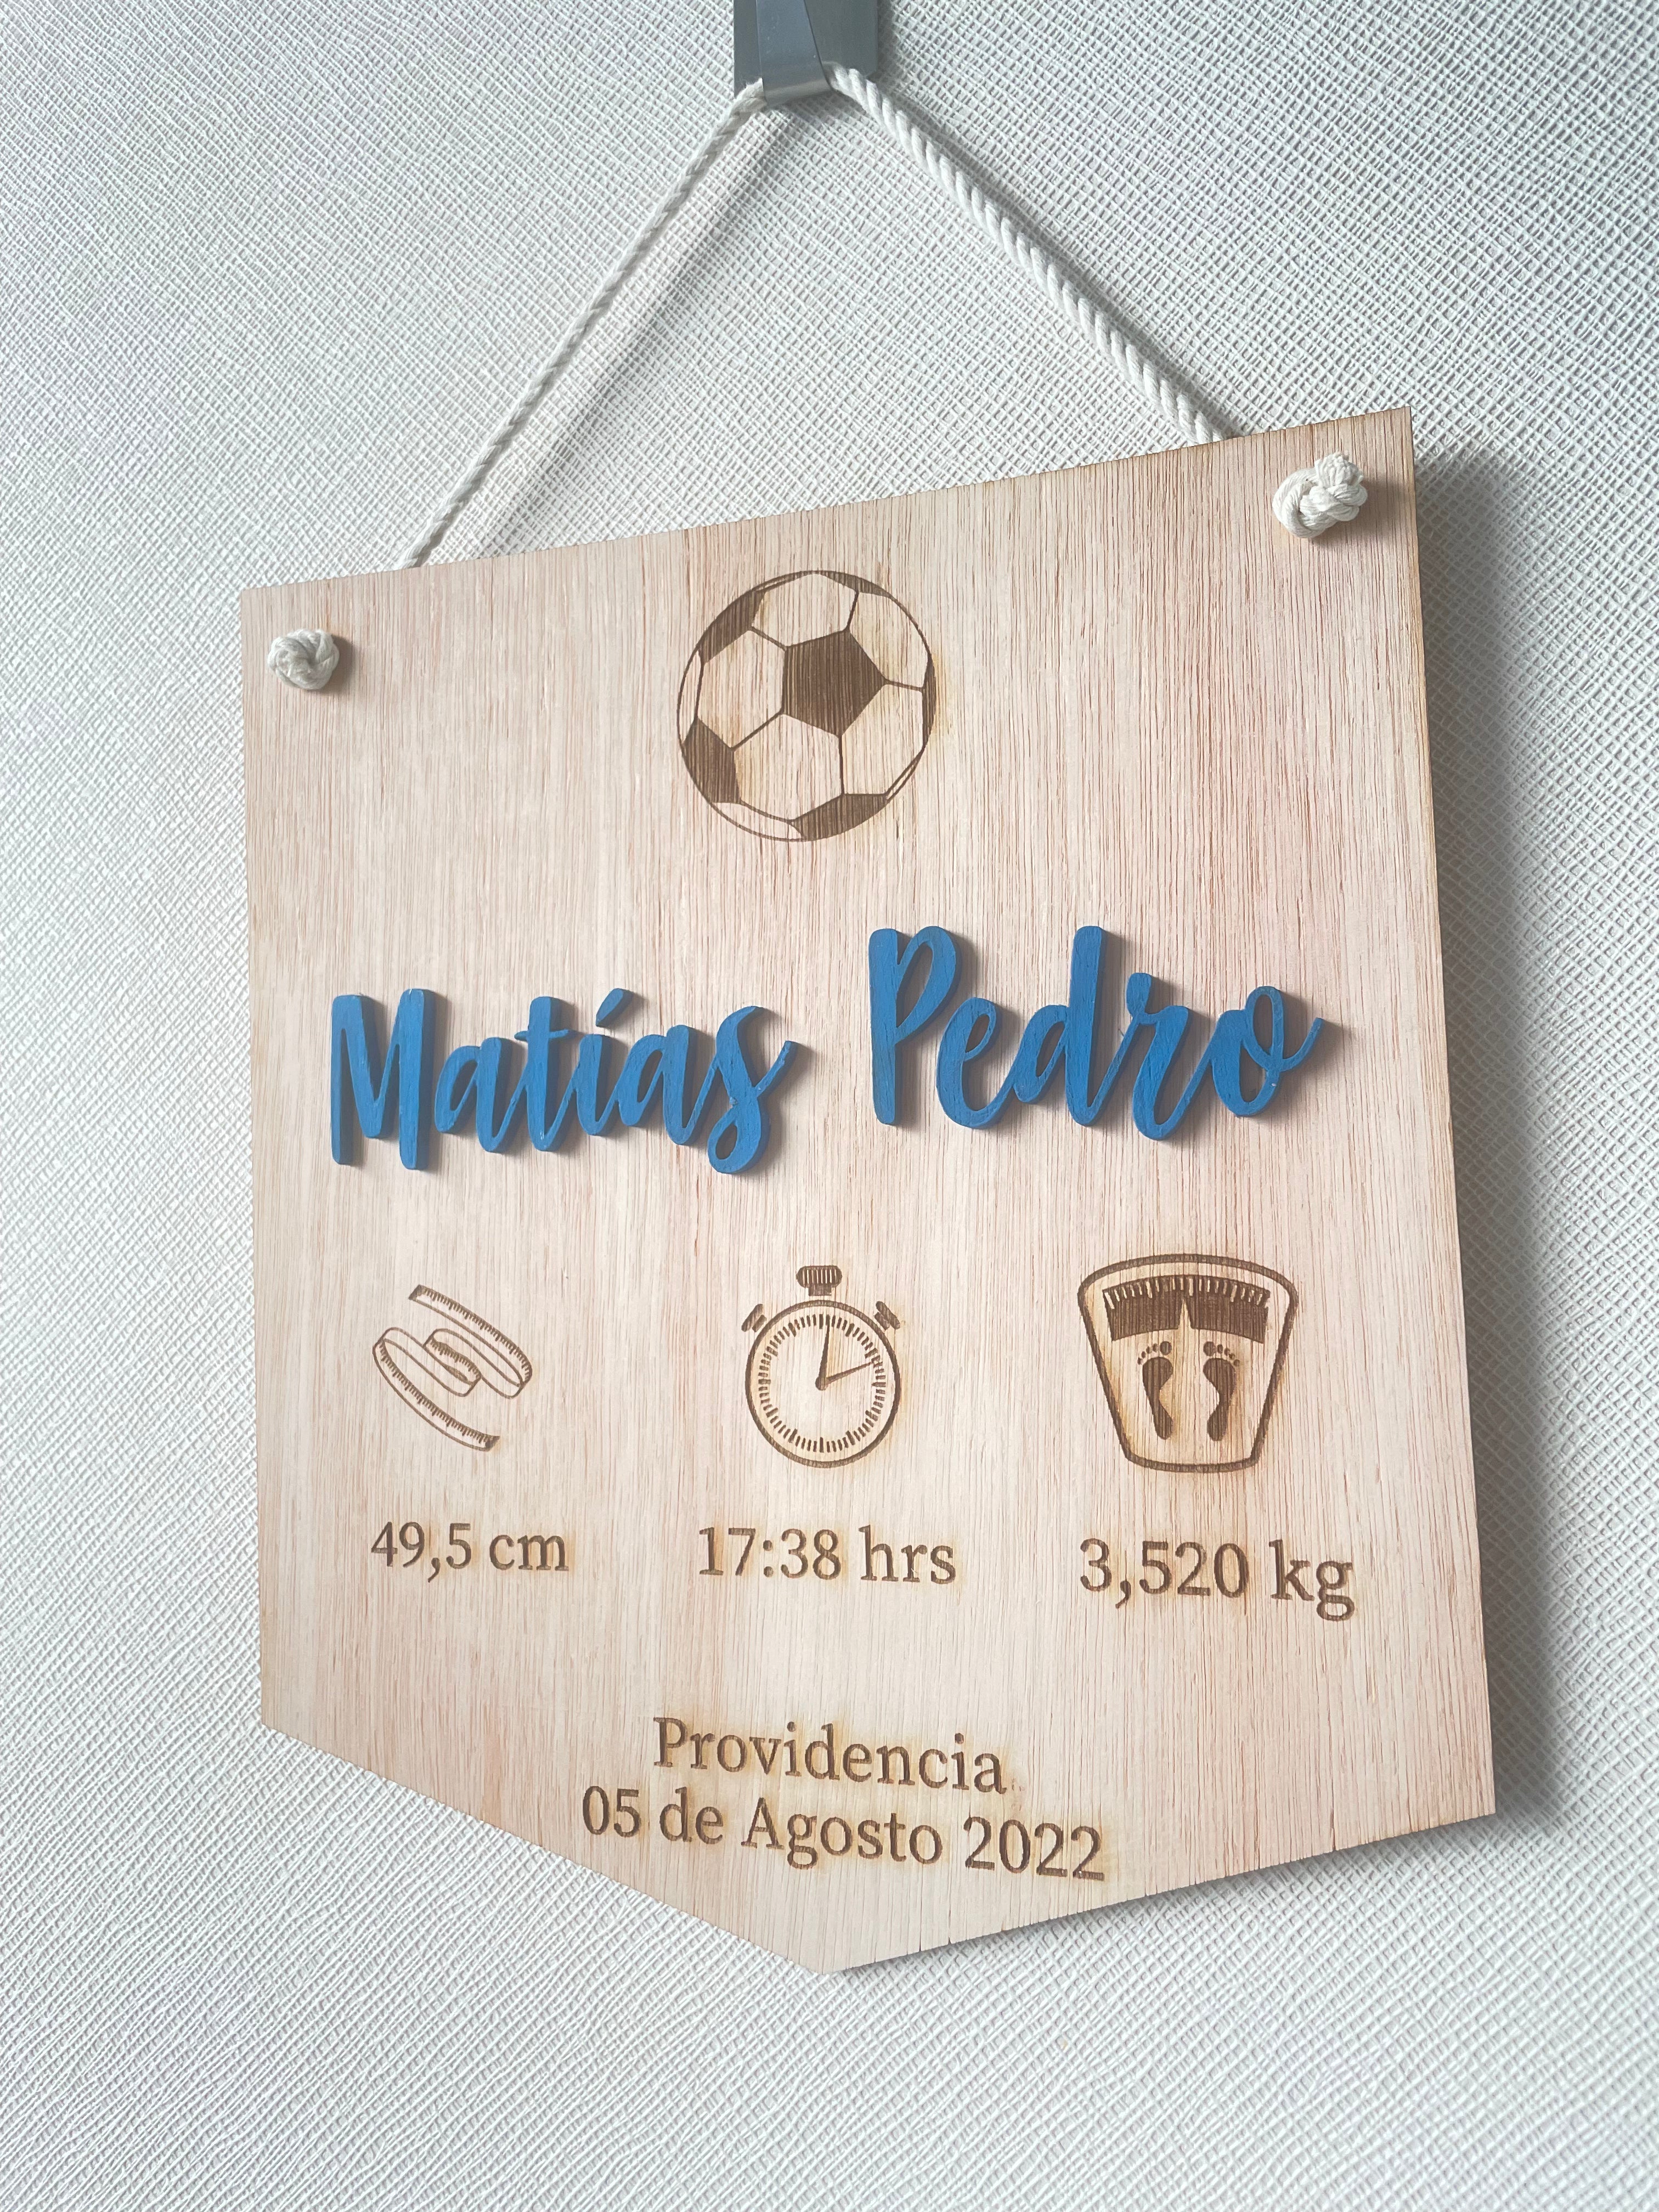 Matías Pedro
49,5 cm 17:38 hrs 3,520 kg
Providencia
05 de Agosto 2022